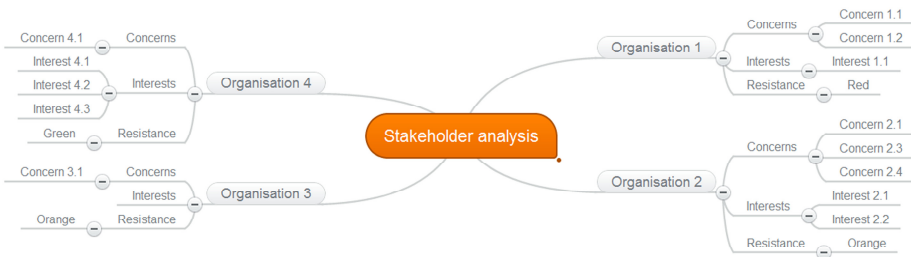 Stakeholder analysis
Organisation 1
Concerns
Concern 1.1
Concern 1.2
Interests
Interest 1.1
Resistance
Red
Organisation 2
Concerns
Concern 2.1
Concern 2.3
Concern 2.4
Interests
Interest 2.1
Interest 2.2
Resistance
Orange
Organisation 3
Concerns
Concern 3.1
Interests
Resistance
Orange
Organisation 4
Concerns
Concern 4.1
Interests
Interest 4.1
Interest 4.2
Interest 4.3
Resistance
Green